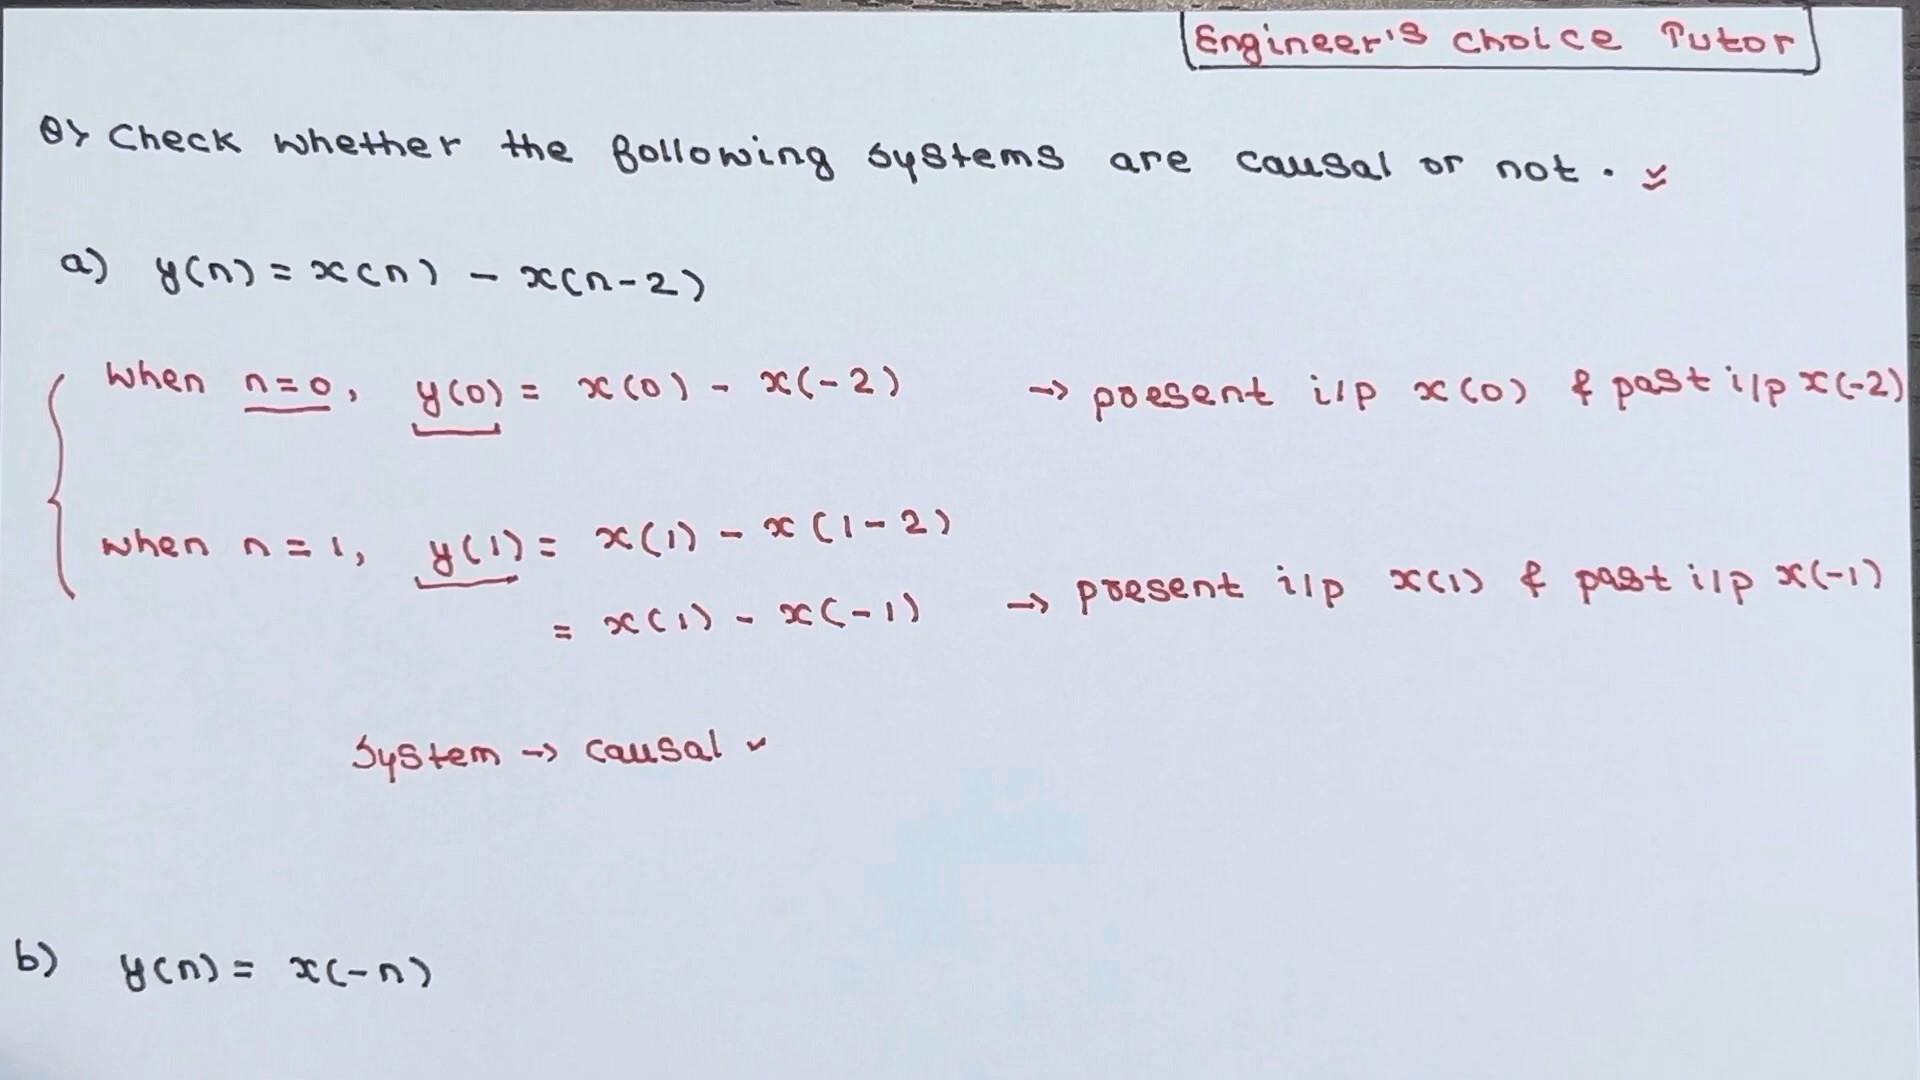 Engineer's choice Tutor
Q> Check whether the following systems are causal or not.
a) y(n) = x(n) - x(n-2)
when n=0, y(0) = x(0) - x(-2) → present i/p x(0) & past i/p x(-2)
when n=1, y(1) = x(1) - x(1-2)
= x(1) - x(-1) → present i/p x(1) & past i/p x(-1)
System → causal ✓
b) y(n) = x(-n)